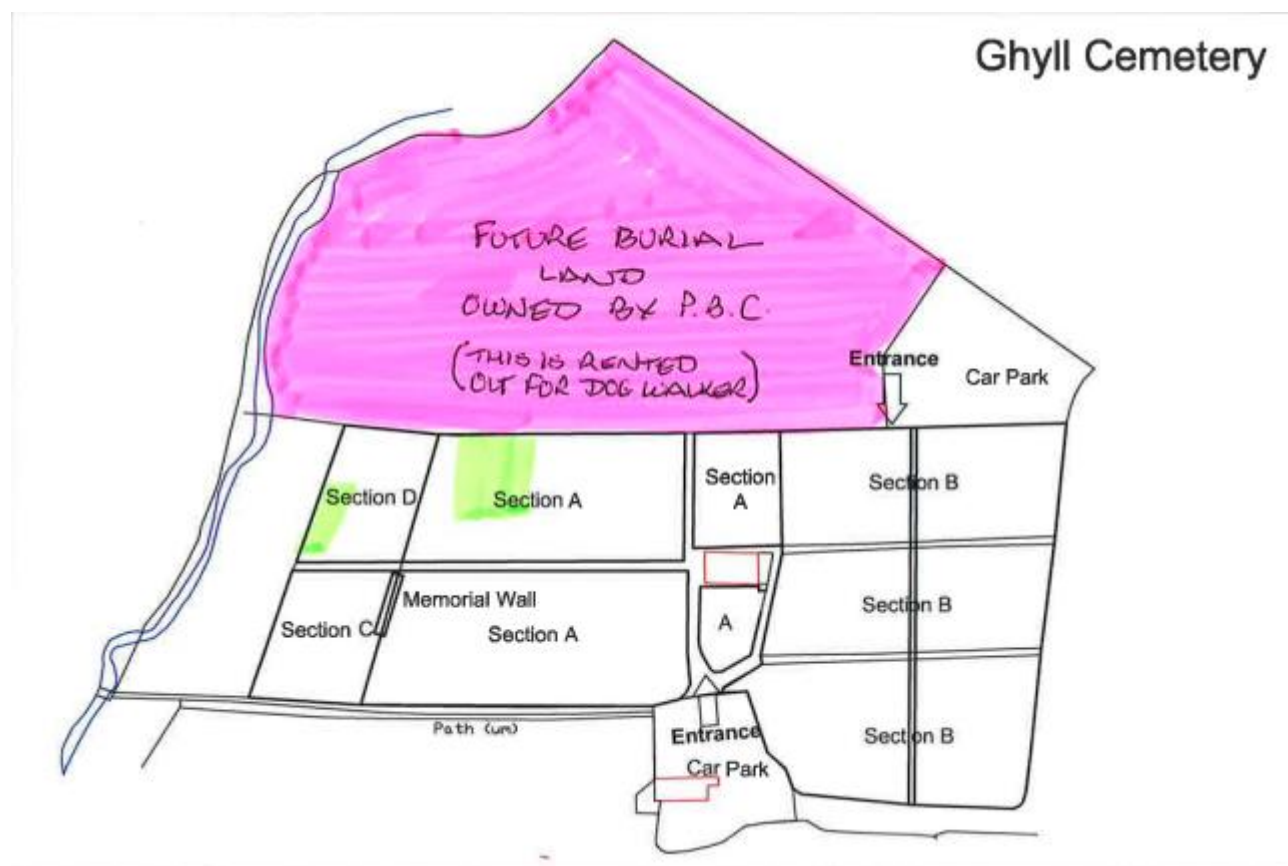 Ghyll Cemetery
FUTURE BURIAL
LAND
OWNED BY P.B.C.
(THIS IS RENTED
OUT FOR DOG WALKER)
Entrance
Car Park
Section D
Section A
Section
A
Section B
Memorial Wall
Section C
Section A
A
Section B
Path (um)
Entrance
Car Park
Section B